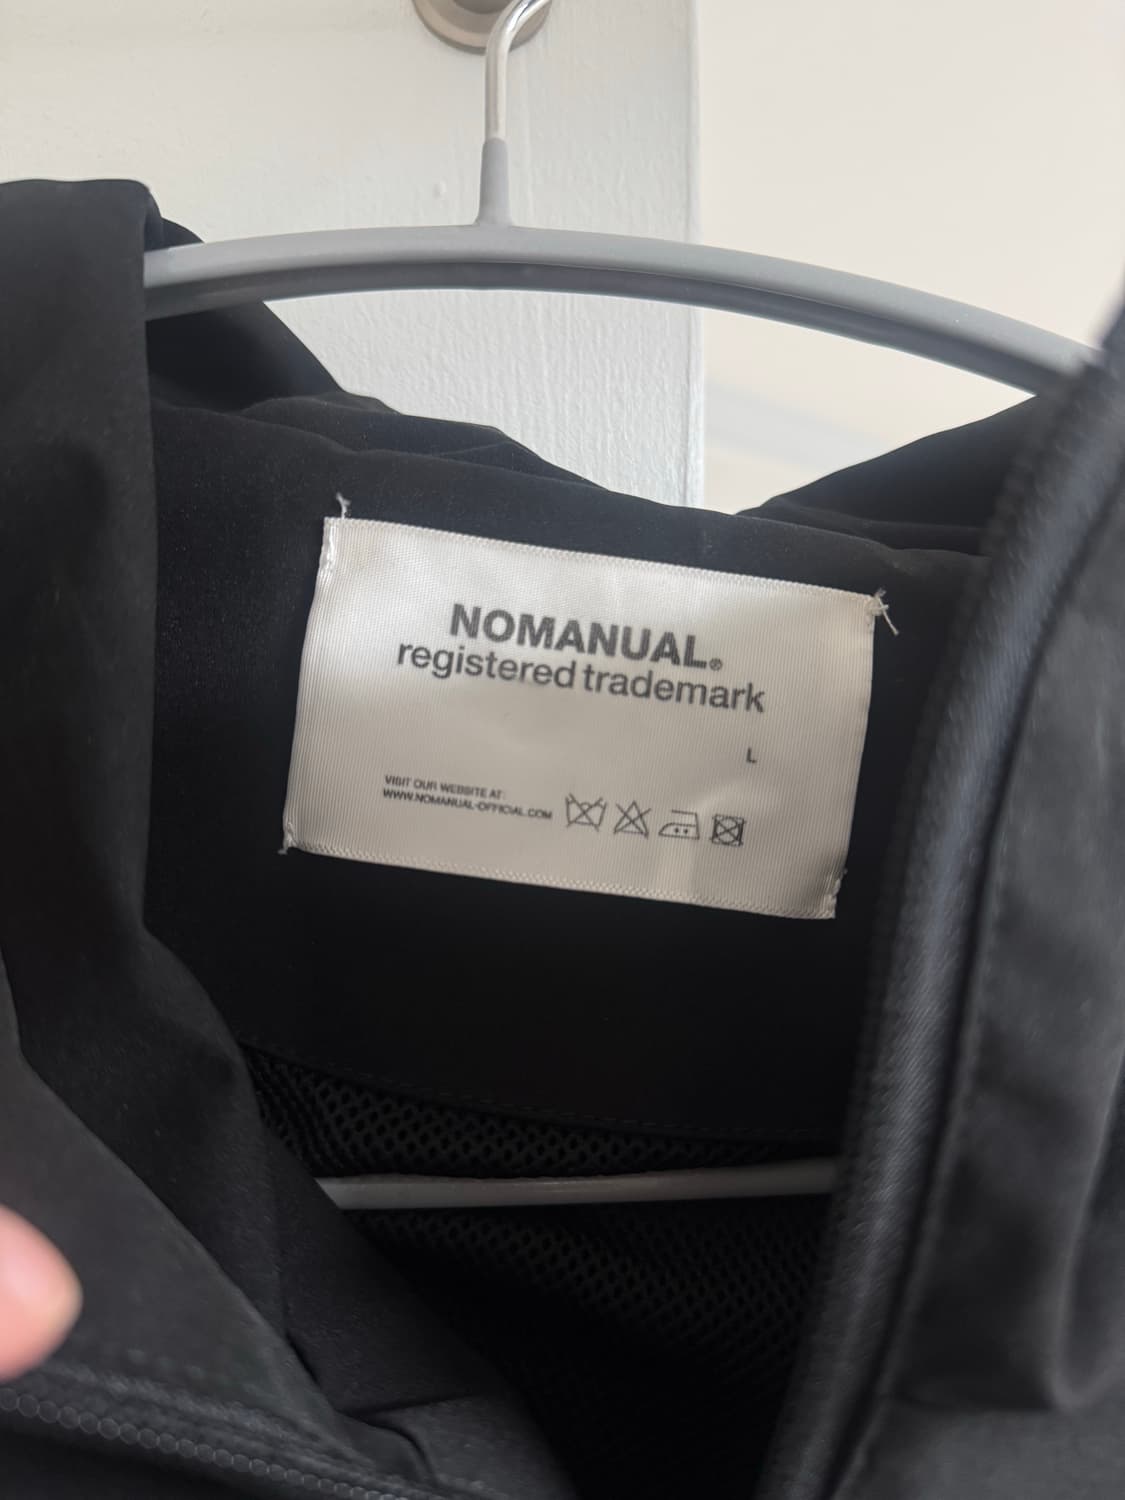 NOMANUAL®
registered trademark
L
VISIT OUR WEBSITE AT:
WWW.NOMANUAL-OFFICIAL.COM